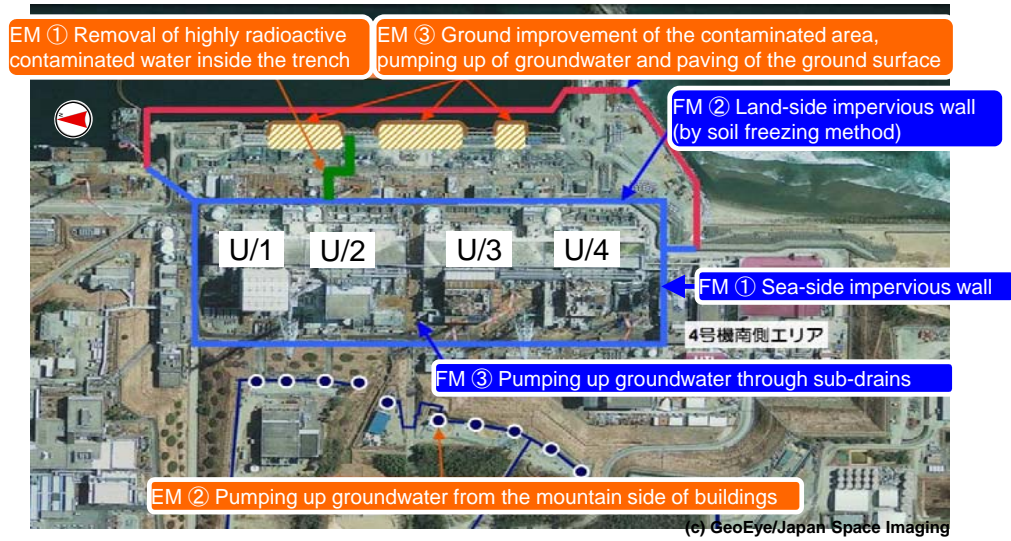 EM ① Removal of highly radioactive
contaminated water inside the trench
EM ③ Ground improvement of the contaminated area,
pumping up of groundwater and paving of the ground surface
FM ② Land-side impervious wall
(by soil freezing method)
U/1
U/2
U/3
U/4
FM ① Sea-side impervious wall
4号機南側エリア
FM ③ Pumping up groundwater through sub-drains
EM ② Pumping up groundwater from the mountain side of buildings
(c) GeoEye/Japan Space Imaging